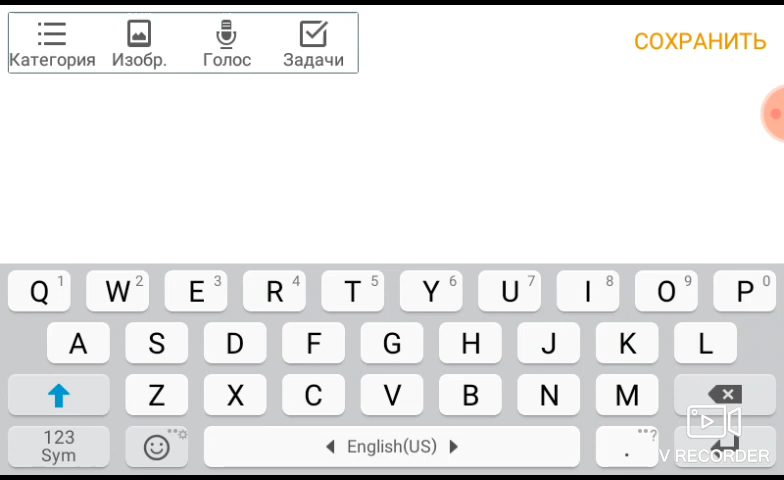 Категория Изобр. Голос Задачи
СОХРАНИТЬ
Q 1 W 2 E 3 R 4 T 5 Y 6 U 7 I 8 O 9 P 0
A S D F G H J K L
Z X C V B N M
123 Sym English(US) . ?
V RECORDER